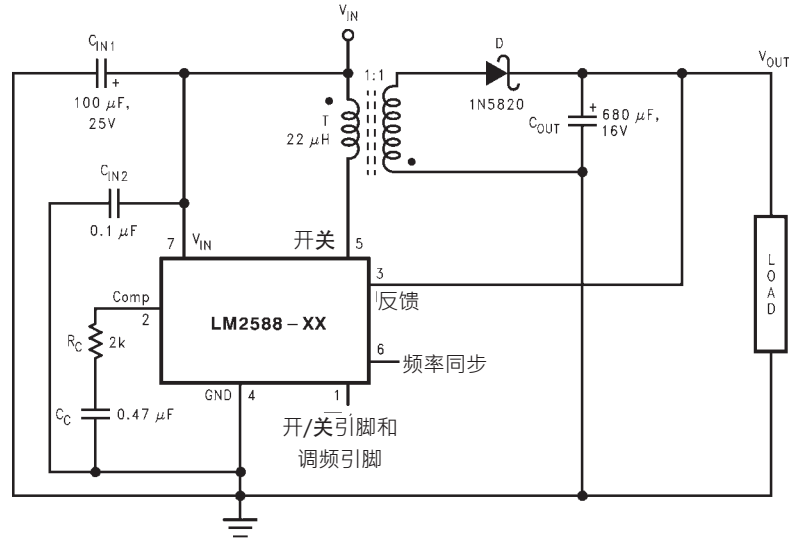 V_IN
C_IN1
+
100 μF,
25V
1:1
D
1N5820
V_OUT
T
22 μH
C_OUT
+
680 μF,
16V
C_IN2
0.1 μF
7
V_IN
开关
5
3
反馈
LOAD
Comp
2
LM2588-XX
R_C
2k
6
频率同步
GND
4
1
C_C
0.47 μF
开/关引脚和
调频引脚